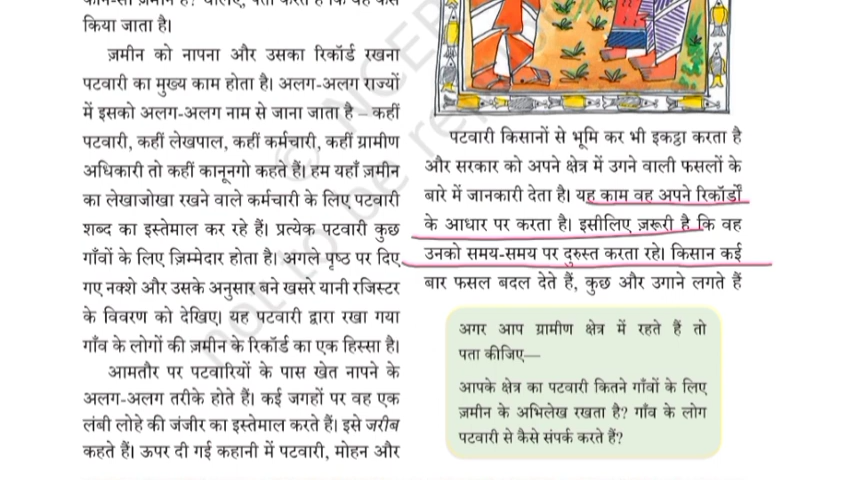 किया जाता है।
ज़मीन को नापना और उसका रिकॉर्ड रखना
पटवारी का मुख्य काम होता है। अलग-अलग राज्यों
में इसको अलग-अलग नाम से जाना जाता है – कहीं
पटवारी, कहीं लेखपाल, कहीं कर्मचारी, कहीं ग्रामीण
अधिकारी तो कहीं कानूनगो कहते हैं। हम यहाँ ज़मीन
का लेखाजोखा रखने वाले कर्मचारी के लिए पटवारी
शब्द का इस्तेमाल कर रहे हैं। प्रत्येक पटवारी कुछ
गाँवों के लिए ज़िम्मेदार होता है। अगले पृष्ठ पर दिए
गए नक्शे और उसके अनुसार बने खसरे यानी रजिस्टर
के विवरण को देखिए। यह पटवारी द्वारा रखा गया
गाँव के लोगों की ज़मीन के रिकॉर्ड का एक हिस्सा है।
आमतौर पर पटवारियों के पास खेत नापने के
अलग-अलग तरीके होते हैं। कई जगहों पर वह एक
लंबी लोहे की जंजीर का इस्तेमाल करते हैं। इसे जरीब
कहते हैं। ऊपर दी गई कहानी में पटवारी, मोहन और
पटवारी किसानों से भूमि कर भी इकट्ठा करता है
और सरकार को अपने क्षेत्र में उगने वाली फसलों के
बारे में जानकारी देता है। यह काम वह अपने रिकॉर्डों
के आधार पर करता है। इसीलिए ज़रूरी है कि वह
उनको समय-समय पर दुरुस्त करता रहे। किसान कई
बार फसल बदल देते हैं, कुछ और उगाने लगते हैं
अगर आप ग्रामीण क्षेत्र में रहते हैं तो
पता कीजिए—
आपके क्षेत्र का पटवारी कितने गाँवों के लिए
ज़मीन के अभिलेख रखता है? गाँव के लोग
पटवारी से कैसे संपर्क करते हैं?